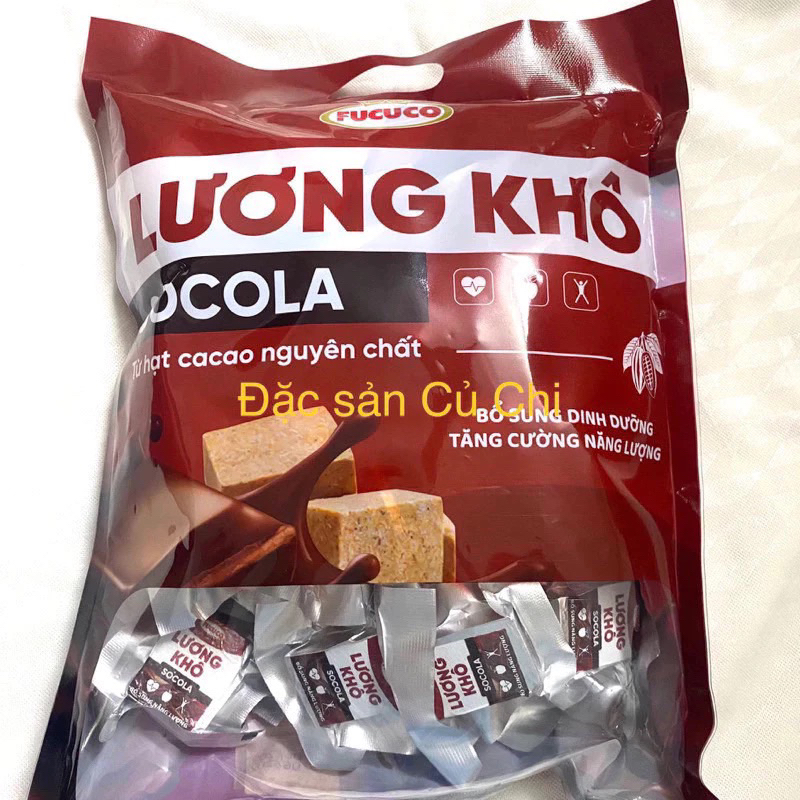 FUCUCO
LƯƠNG KHÔ
SOCOLA
Từ hạt cacao nguyên chất
Đặc sản Củ Chi
BỔ SUNG DINH DƯỠNG
TĂNG CƯỜNG NĂNG LƯỢNG
LƯƠNG
KHÔ
SOCOLA
LƯƠNG
KHÔ
SOCOLA
LƯƠNG
KHÔ
SOCOLA
LƯƠNG
KHÔ
SOCOLA